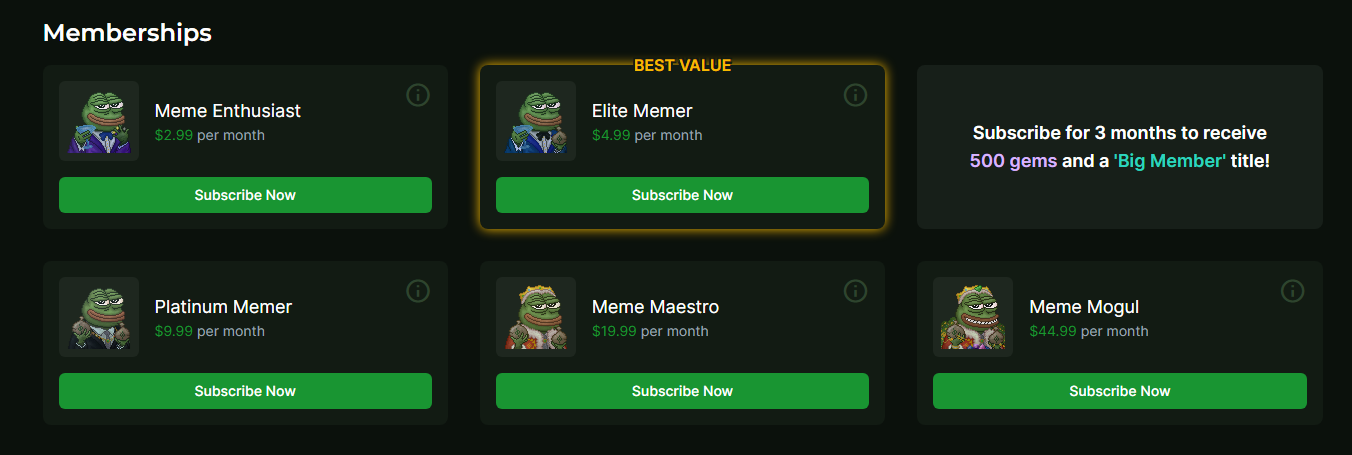 Memberships
BEST VALUE
Meme Enthusiast
$2.99 per month
Subscribe Now
Elite Memer
$4.99 per month
Subscribe Now
Subscribe for 3 months to receive
500 gems and a 'Big Member' title!
Platinum Memer
$9.99 per month
Subscribe Now
Meme Maestro
$19.99 per month
Subscribe Now
Meme Mogul
$44.99 per month
Subscribe Now